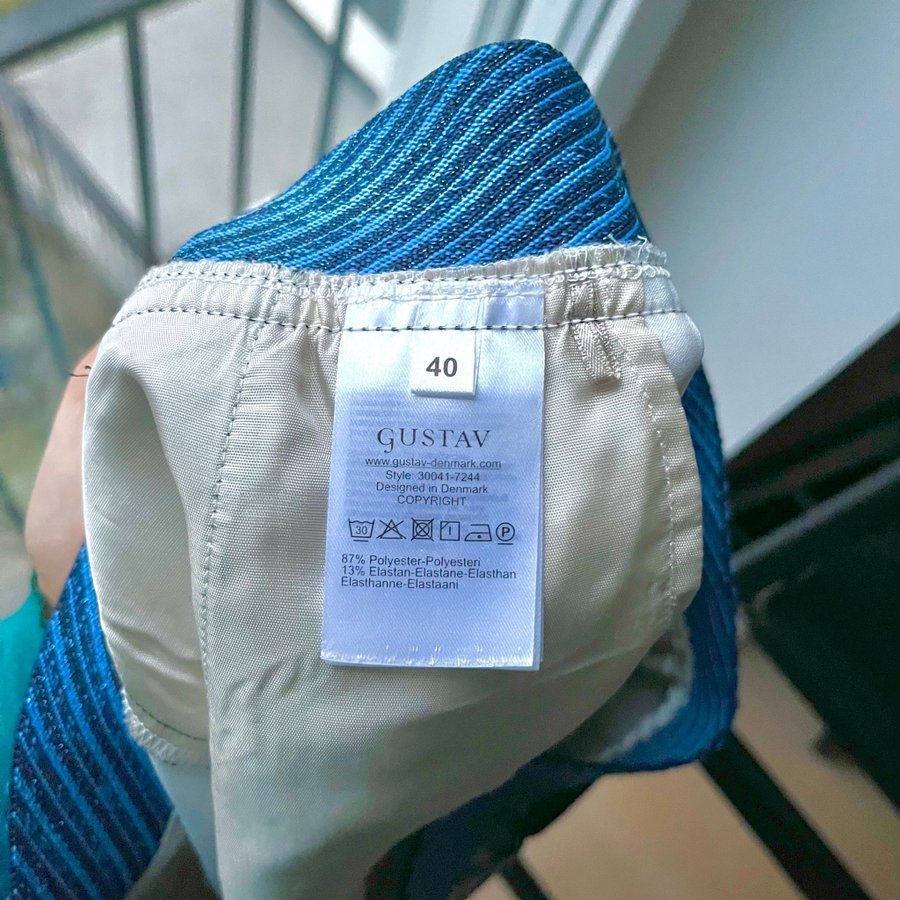 40
GUSTAV
www.gustav-denmark.com
Style: 30041-7244
Designed in Denmark
COPYRIGHT
30 P
87% Polyester-Polyesteri
13% Elastan-Elastane-Elasthan
Elasthanne-Elastaani